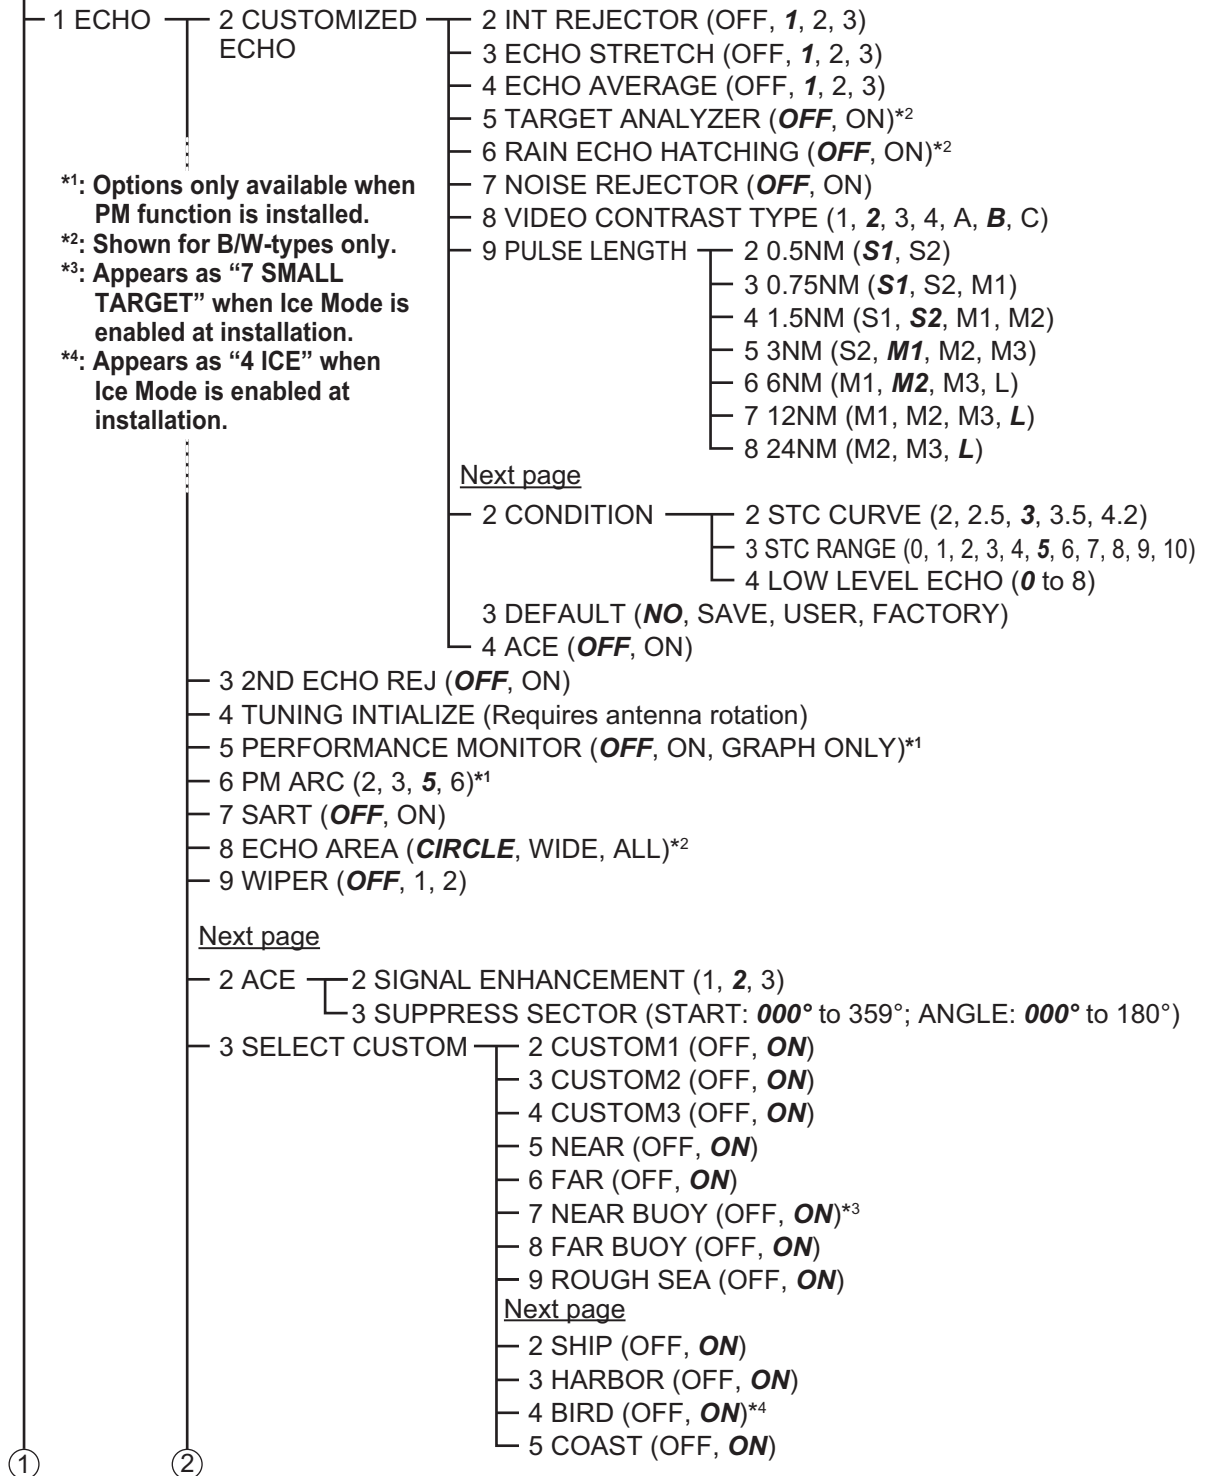 1 ECHO
2 CUSTOMIZED
ECHO
2 INT REJECTOR (OFF, 1, 2, 3)
3 ECHO STRETCH (OFF, 1, 2, 3)
4 ECHO AVERAGE (OFF, 1, 2, 3)
5 TARGET ANALYZER (OFF, ON)*2
6 RAIN ECHO HATCHING (OFF, ON)*2
7 NOISE REJECTOR (OFF, ON)
8 VIDEO CONTRAST TYPE (1, 2, 3, 4, A, B, C)
9 PULSE LENGTH
2 0.5NM (S1, S2)
3 0.75NM (S1, S2, M1)
4 1.5NM (S1, S2, M1, M2)
5 3NM (S2, M1, M2, M3)
6 6NM (M1, M2, M3, L)
7 12NM (M1, M2, M3, L)
8 24NM (M2, M3, L)
*1: Options only available when
PM function is installed.
*2: Shown for B/W-types only.
*3: Appears as “7 SMALL
TARGET” when Ice Mode is
enabled at installation.
*4: Appears as “4 ICE” when
Ice Mode is enabled at
installation.
Next page
2 CONDITION
2 STC CURVE (2, 2.5, 3, 3.5, 4.2)
3 STC RANGE (0, 1, 2, 3, 4, 5, 6, 7, 8, 9, 10)
4 LOW LEVEL ECHO (0 to 8)
3 DEFAULT (NO, SAVE, USER, FACTORY)
4 ACE (OFF, ON)
3 2ND ECHO REJ (OFF, ON)
4 TUNING INTIALIZE (Requires antenna rotation)
5 PERFORMANCE MONITOR (OFF, ON, GRAPH ONLY)*1
6 PM ARC (2, 3, 5, 6)*1
7 SART (OFF, ON)
8 ECHO AREA (CIRCLE, WIDE, ALL)*2
9 WIPER (OFF, 1, 2)
Next page
2 ACE
2 SIGNAL ENHANCEMENT (1, 2, 3)
3 SUPPRESS SECTOR (START: 000° to 359°; ANGLE: 000° to 180°)
3 SELECT CUSTOM
2 CUSTOM1 (OFF, ON)
3 CUSTOM2 (OFF, ON)
4 CUSTOM3 (OFF, ON)
5 NEAR (OFF, ON)
6 FAR (OFF, ON)
7 NEAR BUOY (OFF, ON)*3
8 FAR BUOY (OFF, ON)
9 ROUGH SEA (OFF, ON)
Next page
2 SHIP (OFF, ON)
3 HARBOR (OFF, ON)
4 BIRD (OFF, ON)*4
5 COAST (OFF, ON)
1
2